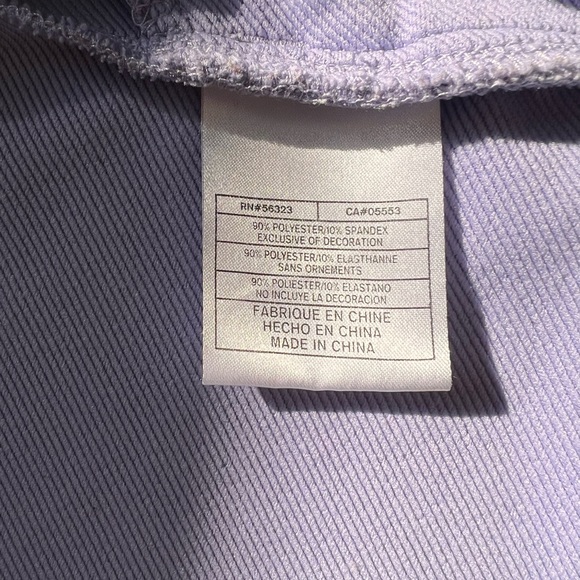 RN#56323 CA#05553
90% POLYESTER/10% SPANDEX
EXCLUSIVE OF DECORATION
90% POLYESTER/10% ELASTHANNE
SANS ORNEMENTS
90% POLIESTER/10% ELASTANO
NO INCLUYE LA DECORACION
FABRIQUE EN CHINE
HECHO EN CHINA
MADE IN CHINA